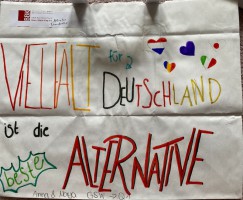 VIELFALT für
DEUTSCHLAND
ist die
beste ALTERNATIVE